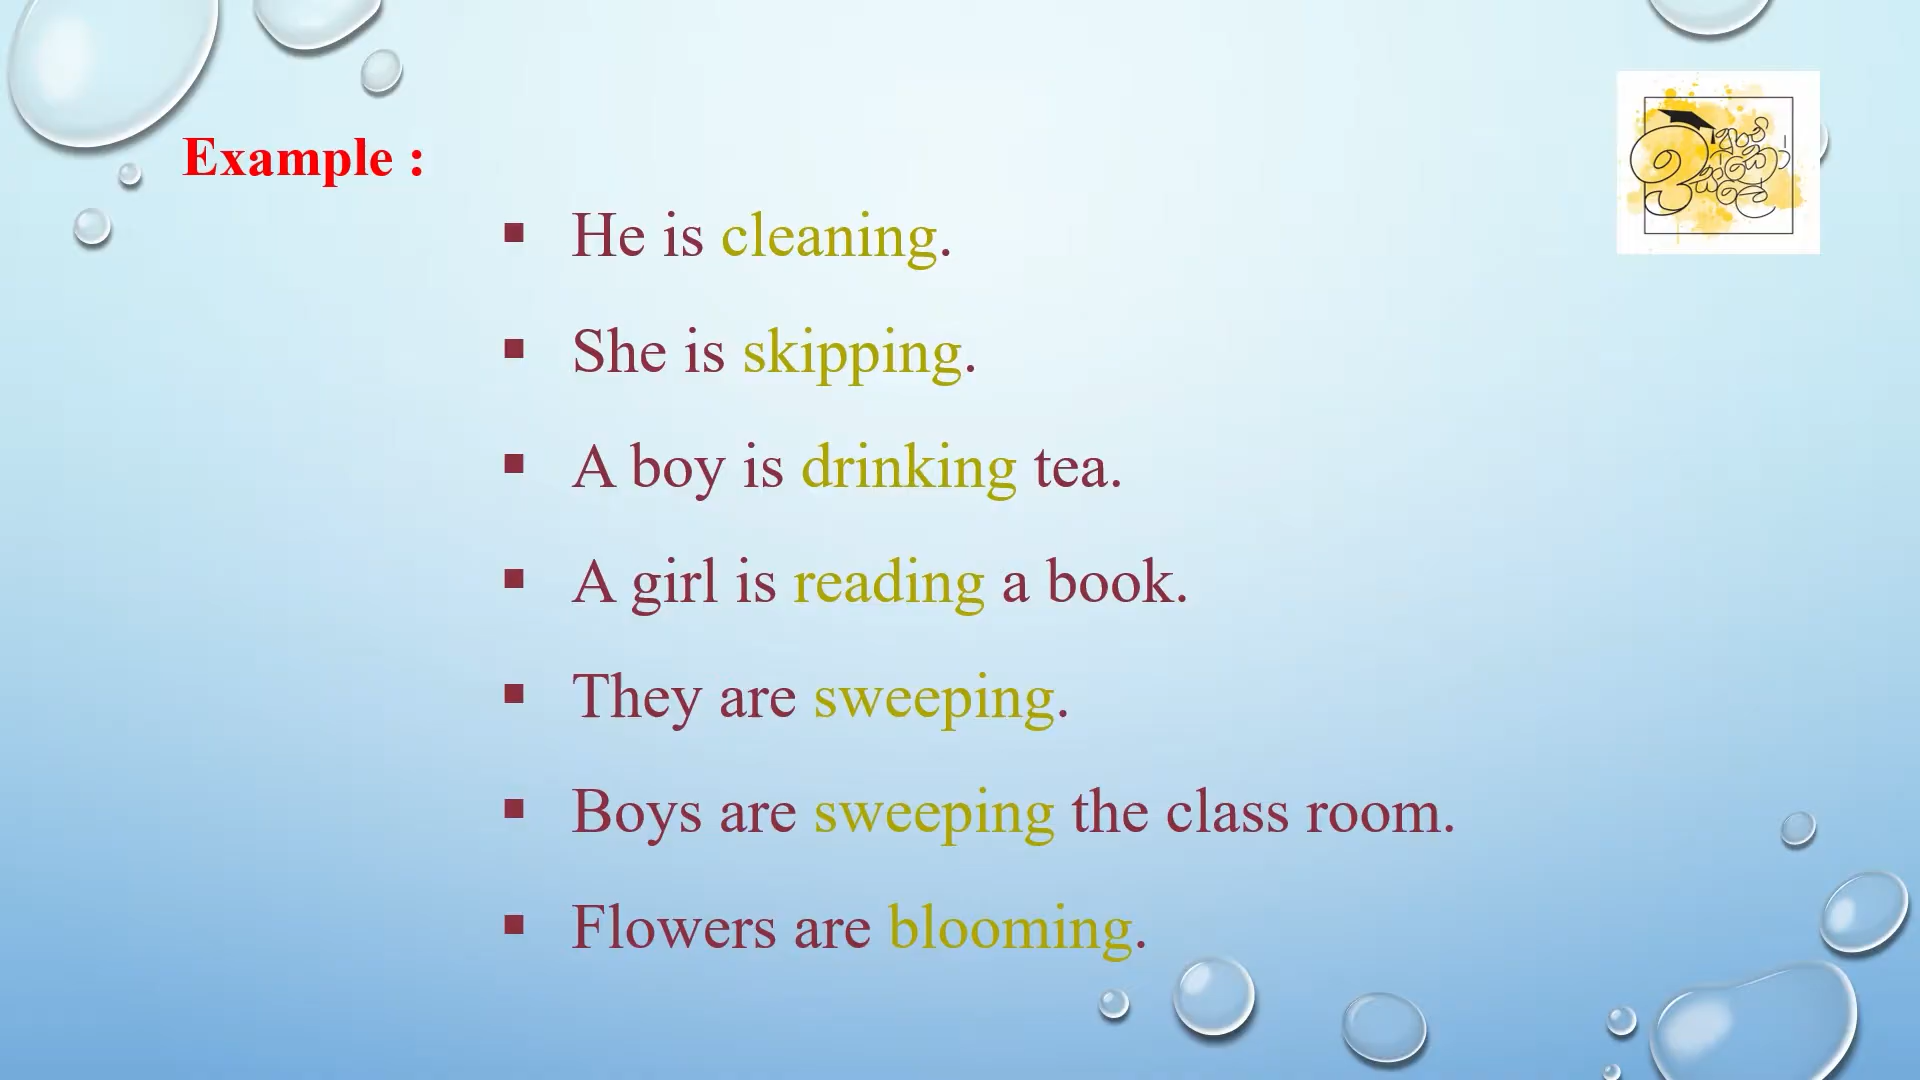 Example :
▪ He is cleaning.
▪ She is skipping.
▪ A boy is drinking tea.
▪ A girl is reading a book.
▪ They are sweeping.
▪ Boys are sweeping the class room.
▪ Flowers are blooming.